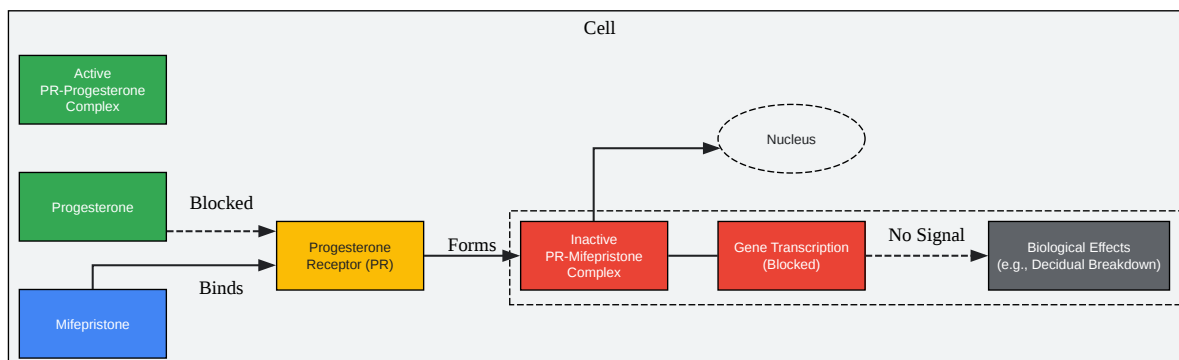 Cell
Active
PR-Progesterone
Complex
Nucleus
Progesterone
Blocked
Progesterone
Receptor (PR)
Forms
Inactive
PR-Mifepristone
Complex
Gene Transcription
(Blocked)
No Signal
Biological Effects
(e.g., Decidual Breakdown)
Binds
Mifepristone